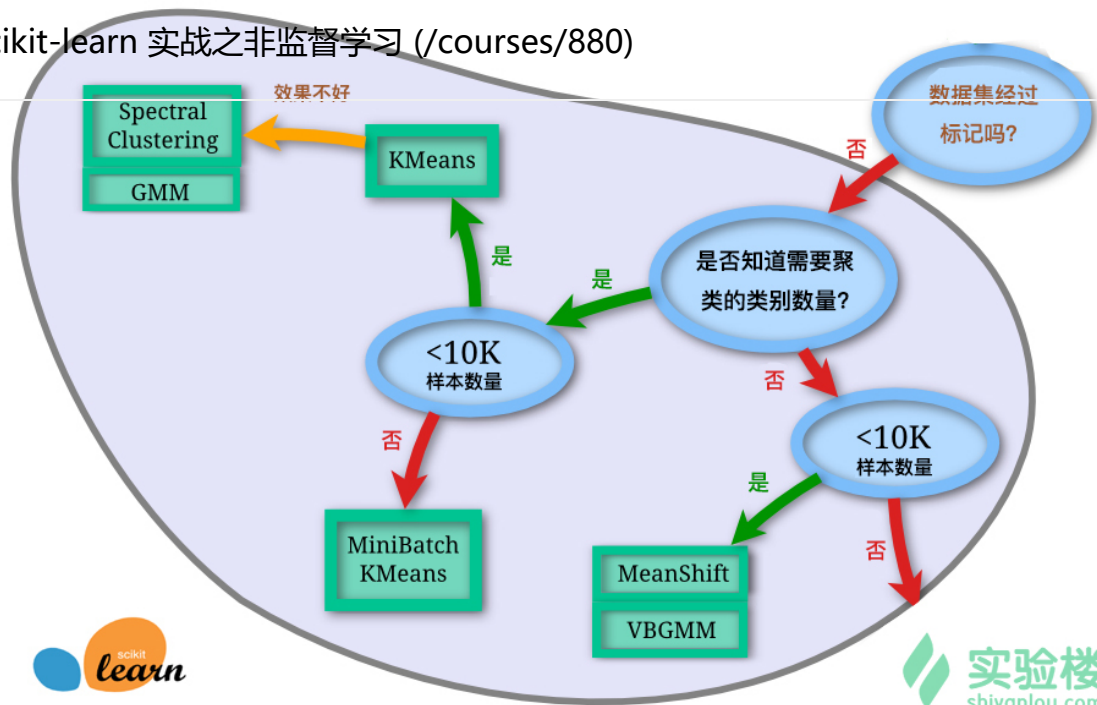 cikit-learn 实战之非监督学习 (/courses/880)
效果不好
Spectral
Clustering
GMM
KMeans
数据集经过
标记吗?
否
是否知道需要聚
类的类别数量?
是
是
<10K
样本数量
否
否
<10K
样本数量
是
否
MiniBatch
KMeans
MeanShift
VBGMM
scikit
learn
实验楼
shiyanlou.com